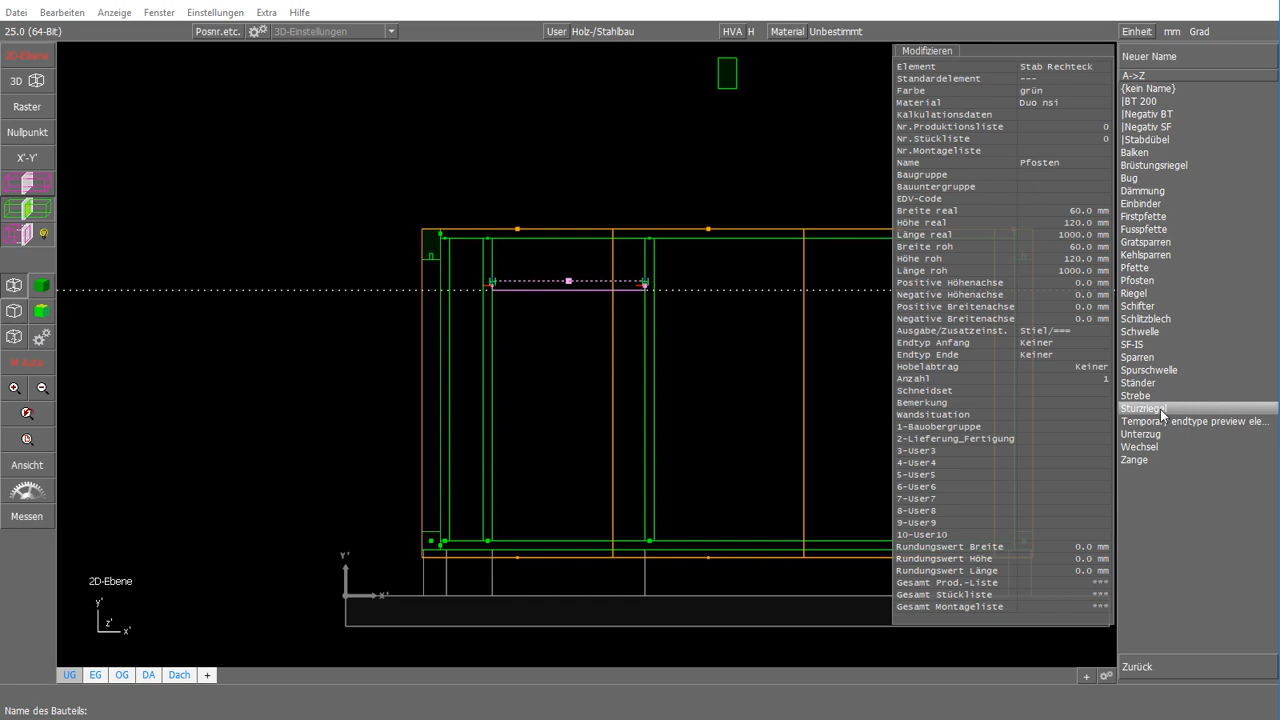 Datei Bearbeiten Anzeige Fenster Einstellungen Extra Hilfe
25.0 (64-Bit) Posnr.etc. 3D-Einstellungen User Holz-/Stahlbau HVA H Material Unbestimmt Einheit mm Grad
2D-Ebene
3D
Raster
Nullpunkt
X'-Y'
M Auto
Ansicht
Messen
n
Y'
X'
2D-Ebene
y'
z'
x'
Modifizieren
Element Stab Rechteck
Standardelement ---
Farbe grün
Material Duo nsi
Kalkulationsdaten
Nr.Produktionsliste 0
Nr.Stückliste 0
Nr.Montageliste
Name Pfosten
Baugruppe
Bauuntergruppe
EDV-Code
Breite real 60.0 mm
Höhe real 120.0 mm
Länge real 1000.0 mm
Breite roh 60.0 mm
Höhe roh 120.0 mm
Länge roh 1000.0 mm
Positive Höhenachse 0.0 mm
Negative Höhenachse 0.0 mm
Positive Breitenachse 0.0 mm
Negative Breitenachse 0.0 mm
Ausgabe/Zusatzeinst. Stiel/===
Endtyp Anfang Keiner
Endtyp Ende Keiner
Hobelabtrag Keiner
Anzahl 1
Schneidset
Bemerkung
Wandsituation
1-Bauobergruppe
2-Lieferung_Fertigung
3-User3
4-User4
5-User5
6-User6
7-User7
8-User8
9-User9
10-User10
Rundungswert Breite 0.0 mm
Rundungswert Höhe 0.0 mm
Rundungswert Länge 0.0 mm
Gesamt Prod.-Liste ***
Gesamt Stückliste ***
Gesamt Montageliste ***
Neuer Name
A->Z
{kein Name}
|BT 200
|Negativ BT
|Negativ SF
|Stabdübel
Balken
Brüstungsriegel
Bug
Dämmung
Einbinder
Firstpfette
Fusspfette
Gratsparren
Kehlsparren
Pfette
Pfosten
Riegel
Schifter
Schlitzblech
Schwelle
SF-IS
Sparren
Spurschwelle
Ständer
Strebe
Sturzriegel
Temporary endtype preview ele...
Unterzug
Wechsel
Zange
Zurück
UG EG OG DA Dach + +
Name des Bauteils: